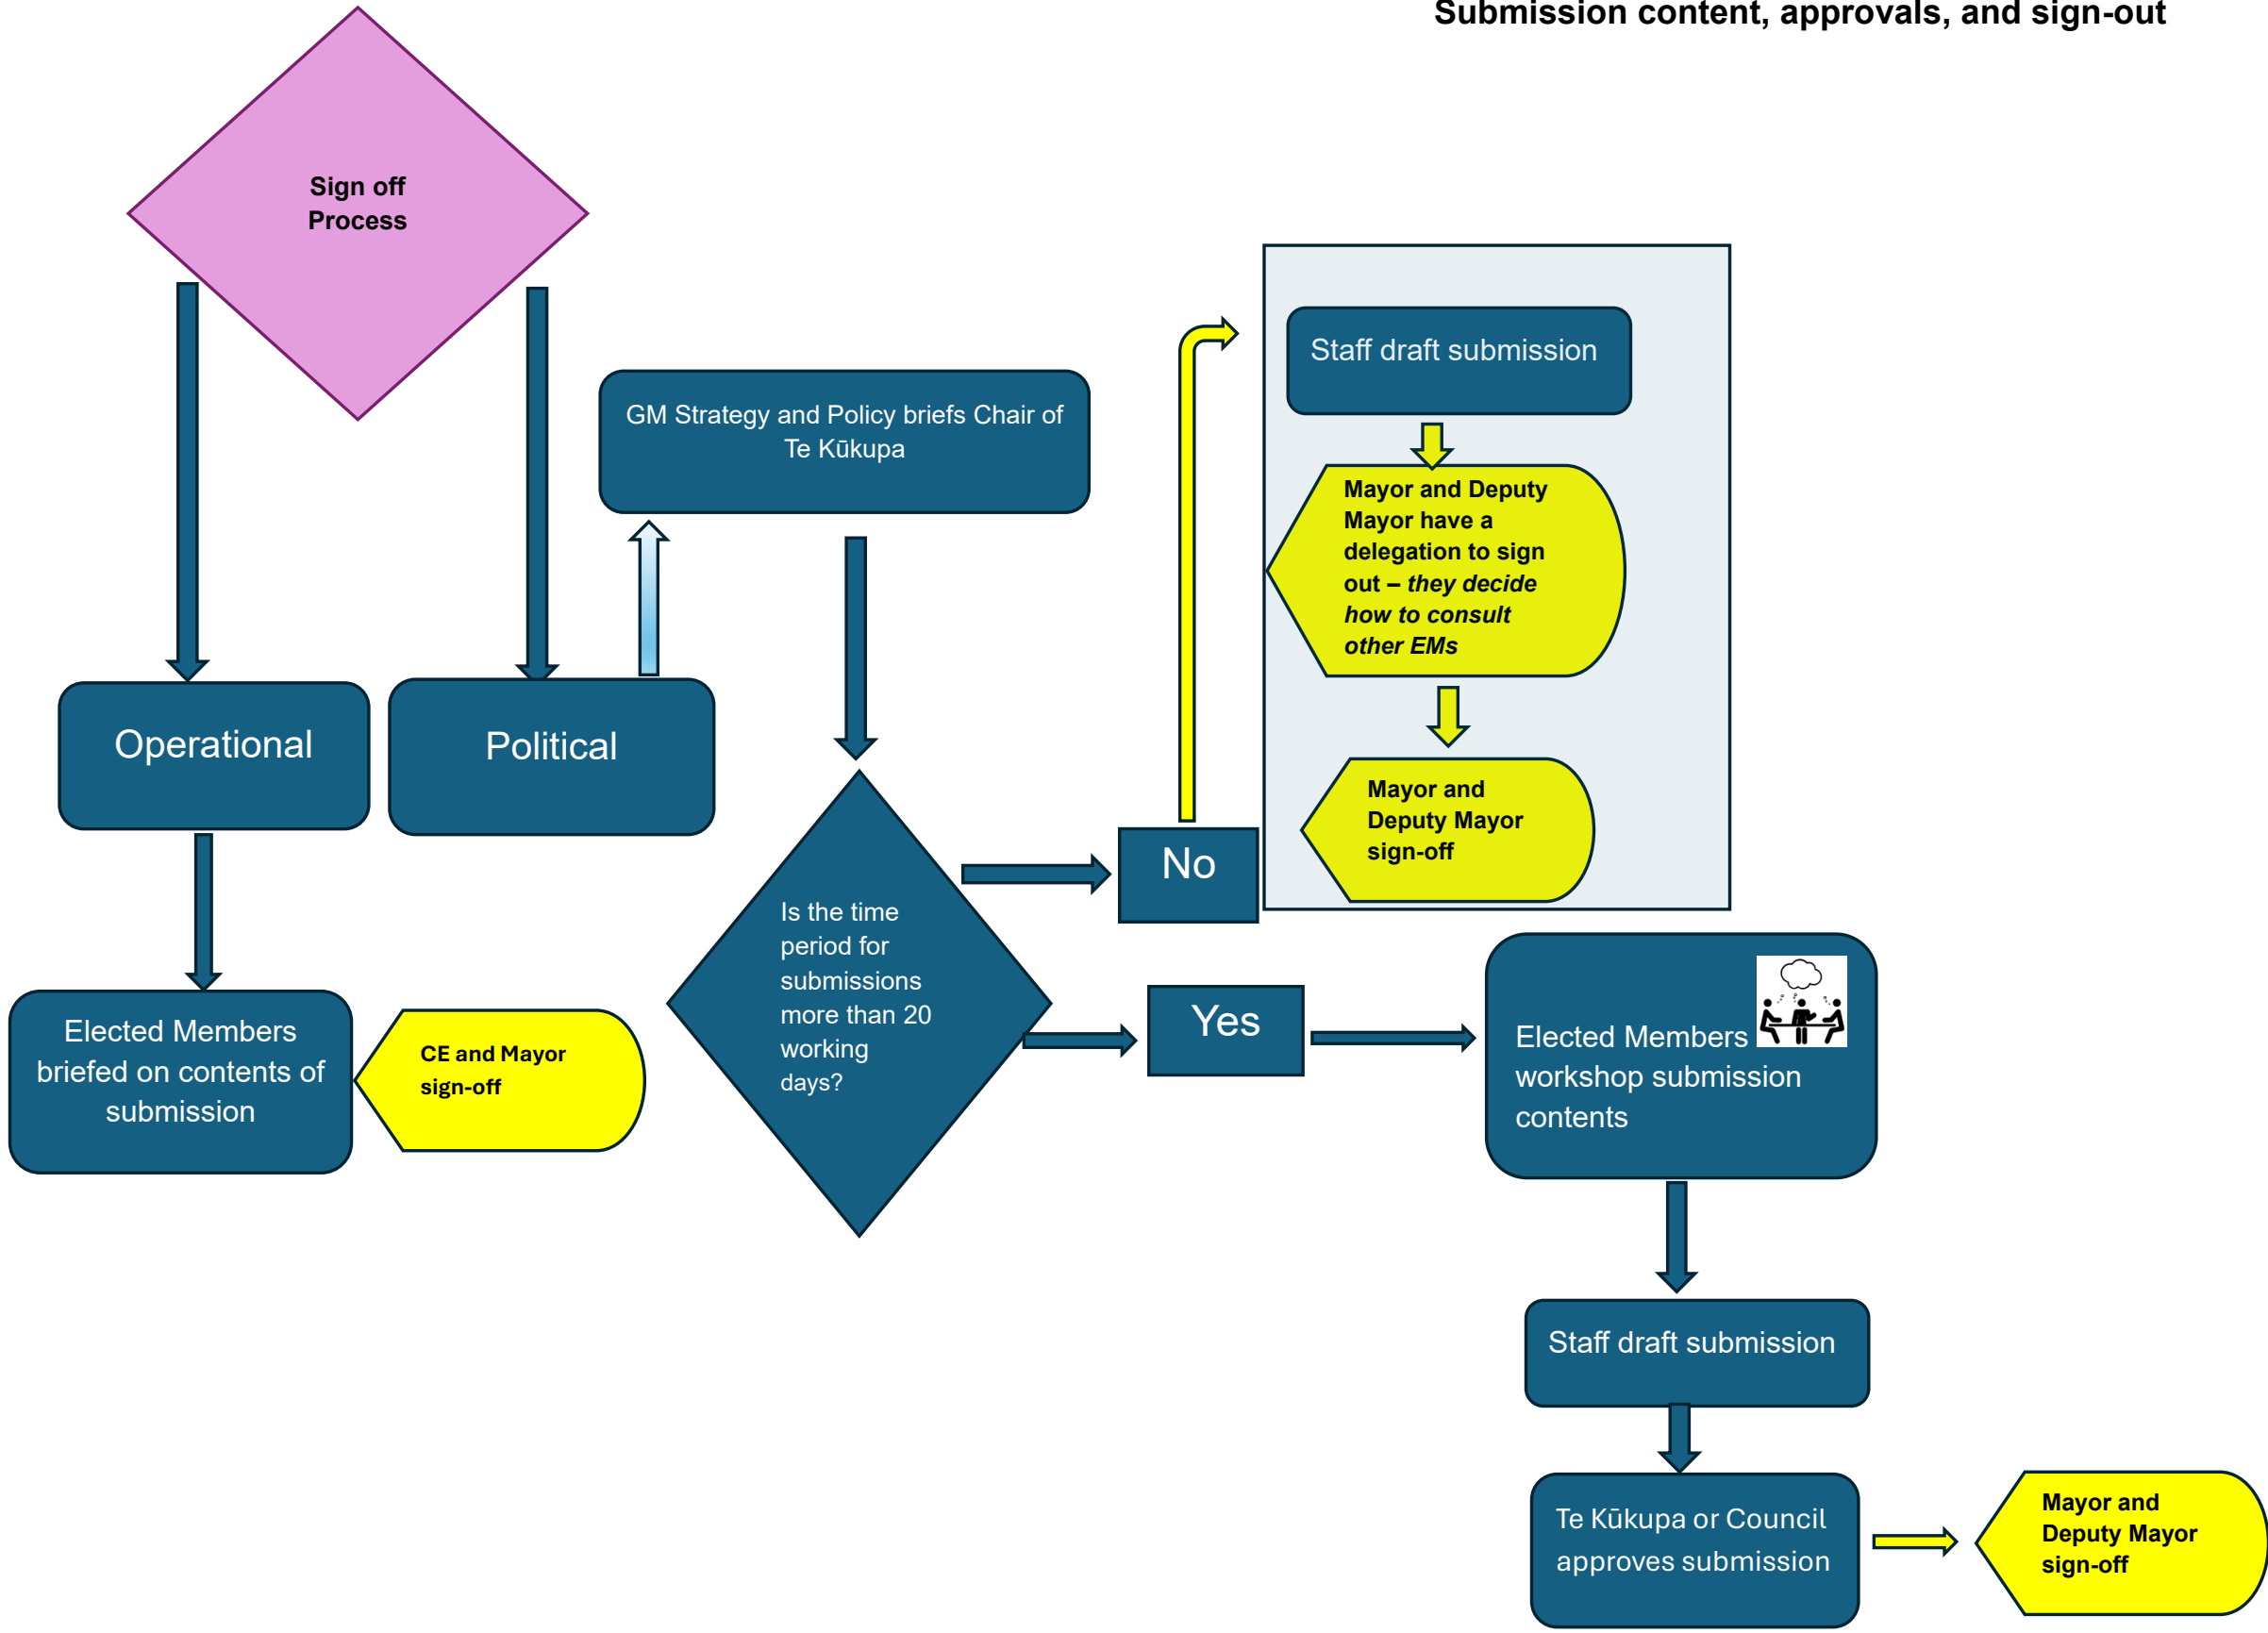 Submission content, approvals, and sign-out
Sign off
Process
GM Strategy and Policy briefs Chair of
Te Kūkupa
Staff draft submission
Mayor and Deputy
Mayor have a
delegation to sign
out – they decide
how to consult
other EMs
Mayor and
Deputy Mayor
sign-off
Operational
Political
No
Is the time
period for
submissions
more than 20
working
days?
Yes
Elected Members
workshop submission
contents
Elected Members
briefed on contents of
submission
CE and Mayor
sign-off
Staff draft submission
Te Kūkupa or Council
approves submission
Mayor and
Deputy Mayor
sign-off